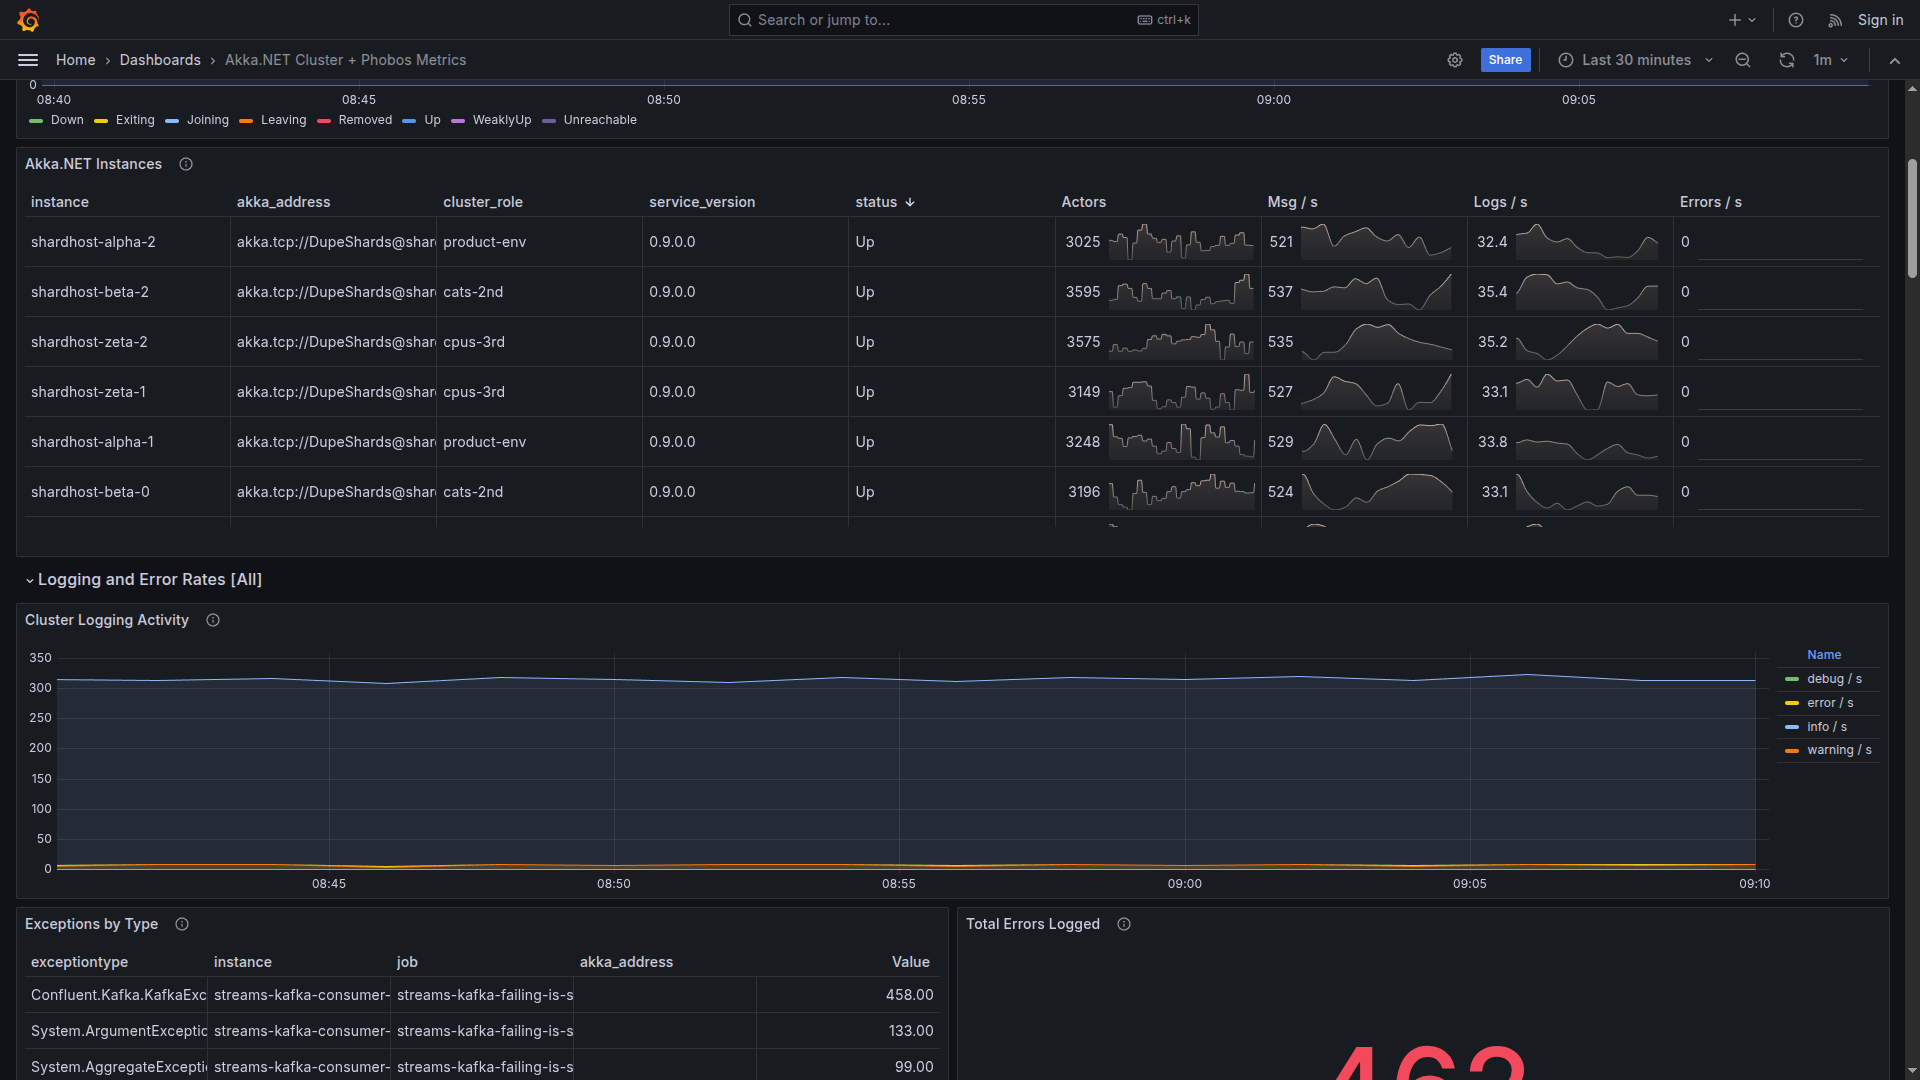 Search or jump to... ctrl+k Sign in
Home › Dashboards › Akka.NET Cluster + Phobos Metrics Share Last 30 minutes 1m
0
08:40 08:45 08:50 08:55 09:00 09:05
Down Exiting Joining Leaving Removed Up WeaklyUp Unreachable
Akka.NET Instances
instance akka_address cluster_role service_version status Actors Msg / s Logs / s Errors / s
shardhost-alpha-2 akka.tcp://DupeShards@shar product-env 0.9.0.0 Up 3025 521 32.4 0
shardhost-beta-2 akka.tcp://DupeShards@shar cats-2nd 0.9.0.0 Up 3595 537 35.4 0
shardhost-zeta-2 akka.tcp://DupeShards@shar cpus-3rd 0.9.0.0 Up 3575 535 35.2 0
shardhost-zeta-1 akka.tcp://DupeShards@shar cpus-3rd 0.9.0.0 Up 3149 527 33.1 0
shardhost-alpha-1 akka.tcp://DupeShards@shar product-env 0.9.0.0 Up 3248 529 33.8 0
shardhost-beta-0 akka.tcp://DupeShards@shar cats-2nd 0.9.0.0 Up 3196 524 33.1 0
Logging and Error Rates [All]
Cluster Logging Activity
350
300
250
200
150
100
50
0
08:45 08:50 08:55 09:00 09:05 09:10
Name
debug / s
error / s
info / s
warning / s
Exceptions by Type
exceptiontype instance job akka_address Value
Confluent.Kafka.KafkaExc streams-kafka-consumer- streams-kafka-failing-is-s 458.00
System.ArgumentExceptic streams-kafka-consumer- streams-kafka-failing-is-s 133.00
System.AggregateExcepti streams-kafka-consumer- streams-kafka-failing-is-s 99.00
Total Errors Logged